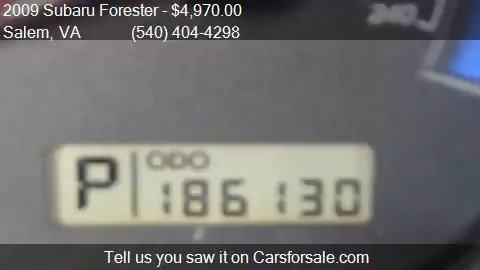 2009 Subaru Forester - $4,970.00
Salem, VA (540) 404-4298
240
P ODO
186130
Tell us you saw it on Carsforsale.com